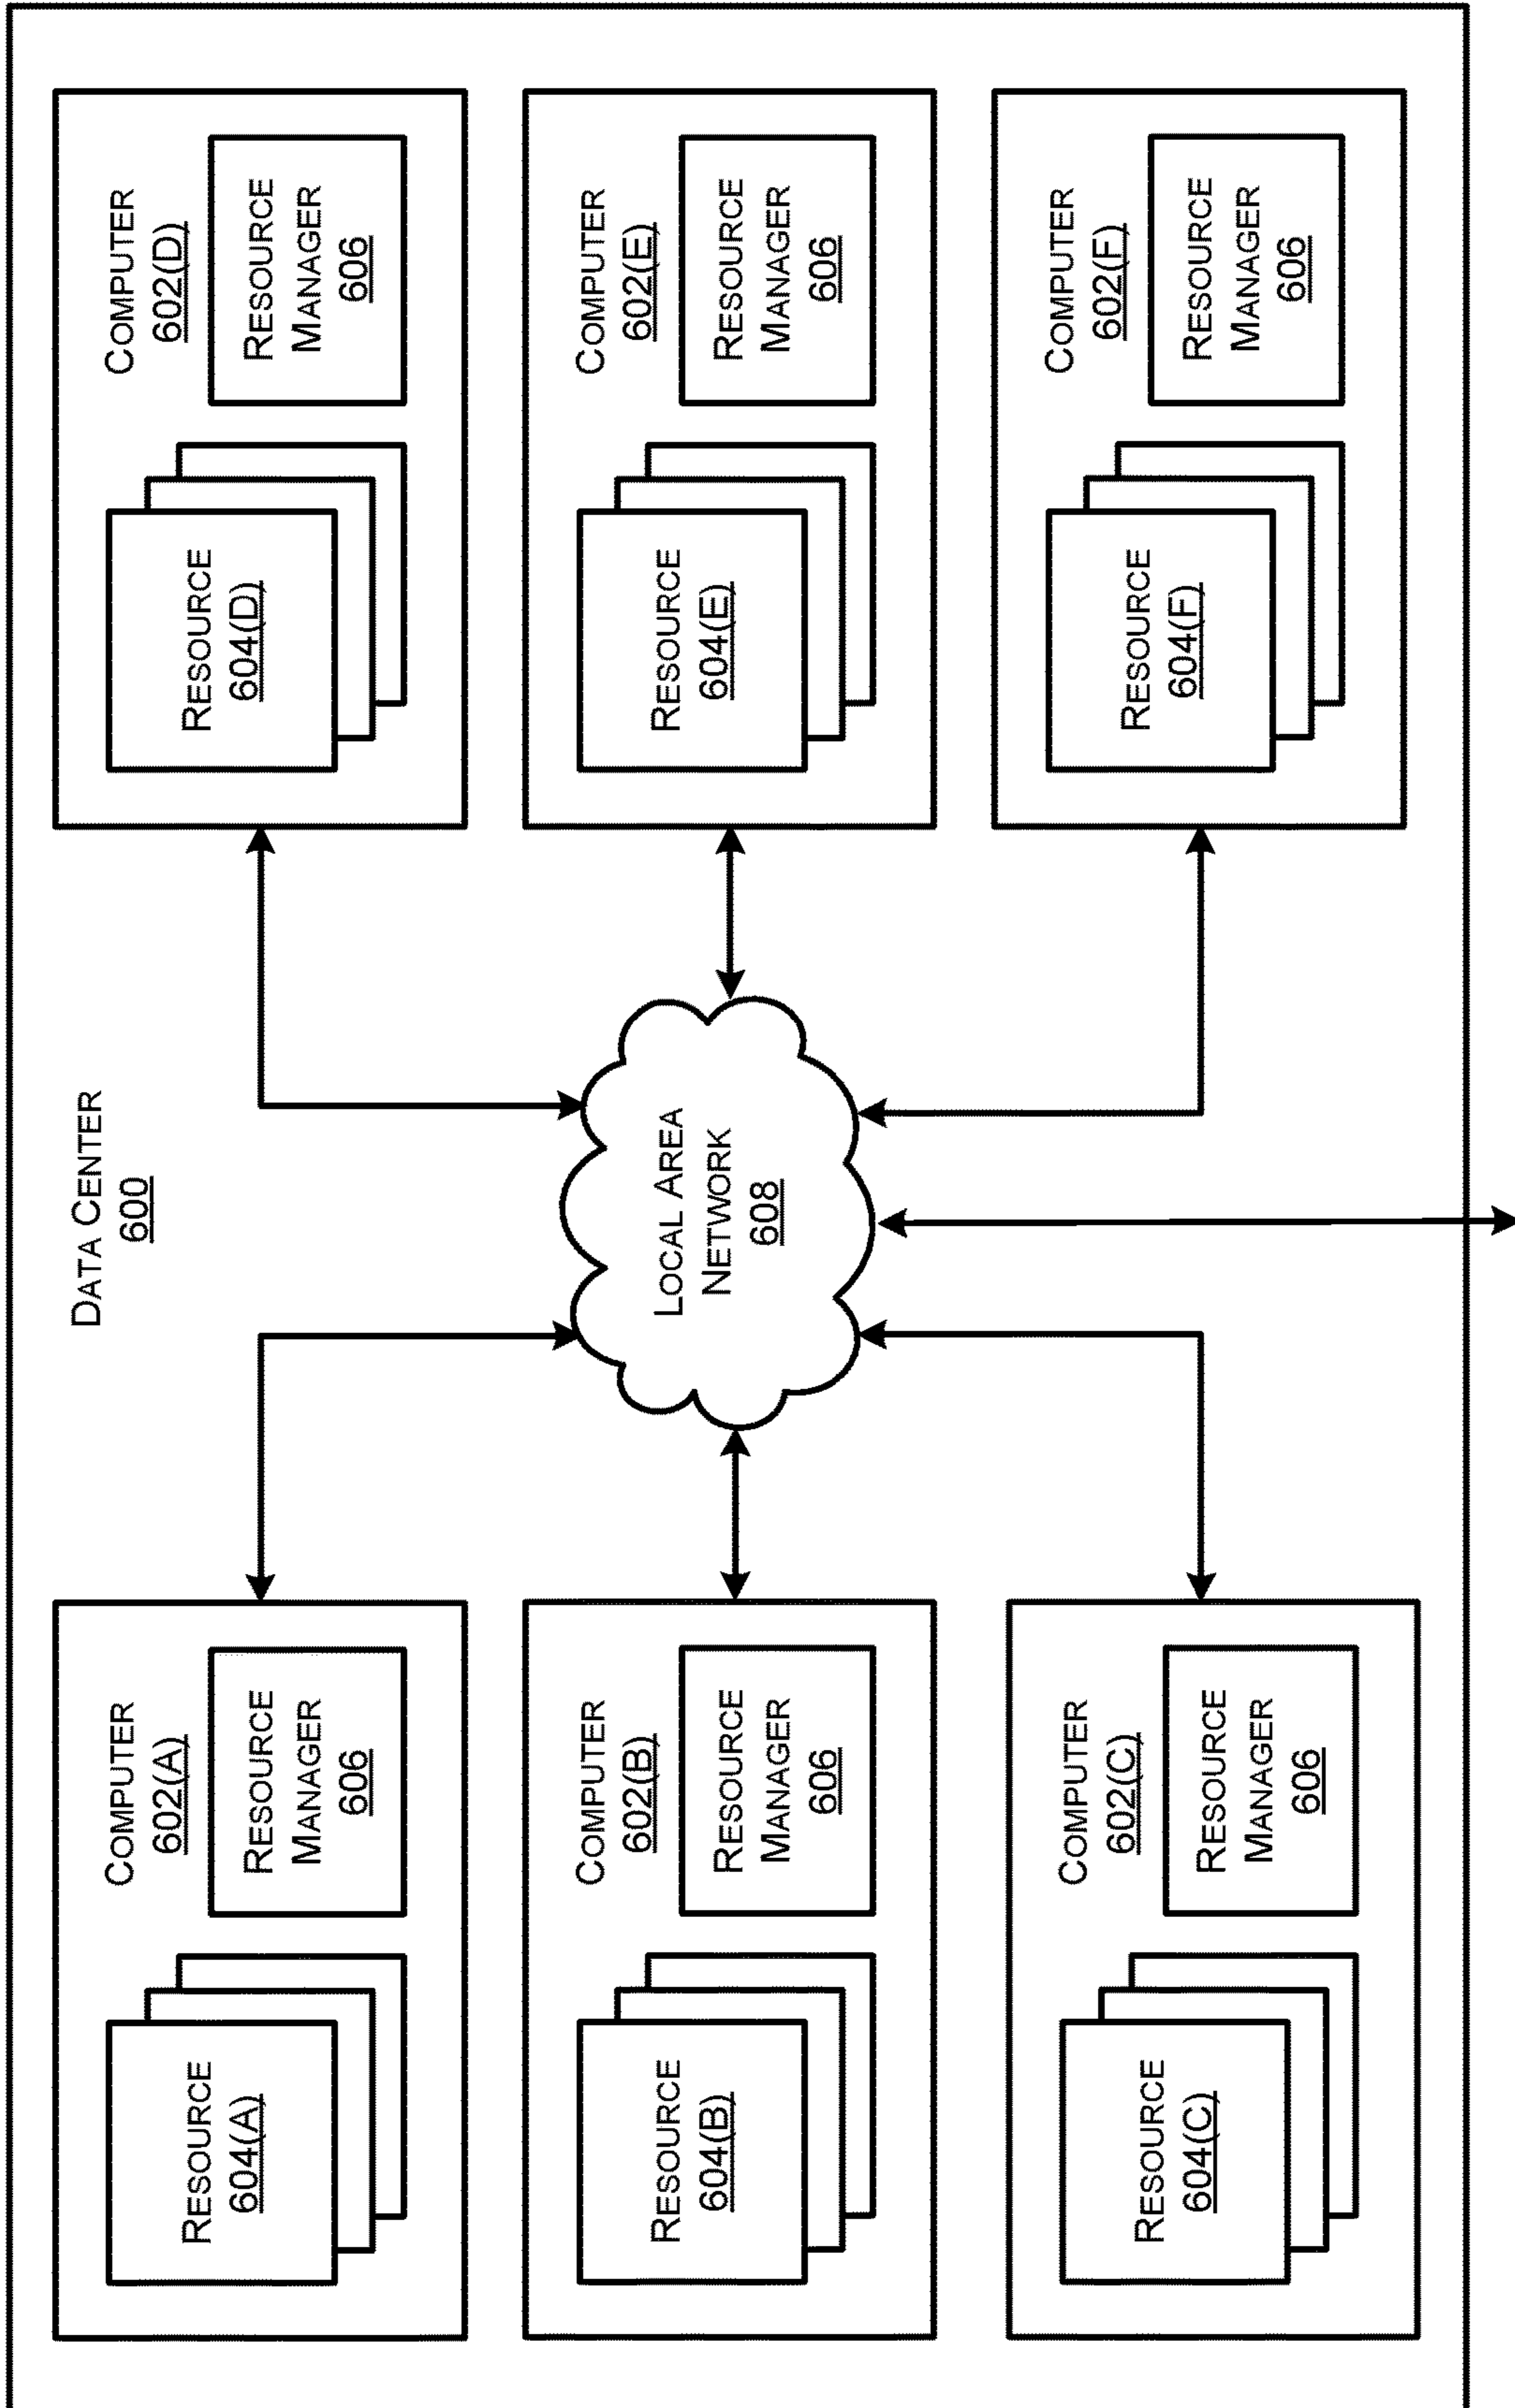 DATA CENTER
600
COMPUTER
602(A)
RESOURCE
604(A)
RESOURCE
MANAGER
606
COMPUTER
602(B)
RESOURCE
604(B)
RESOURCE
MANAGER
606
COMPUTER
602(C)
RESOURCE
604(C)
RESOURCE
MANAGER
606
LOCAL AREA
NETWORK
608
COMPUTER
602(D)
RESOURCE
604(D)
RESOURCE
MANAGER
606
COMPUTER
602(E)
RESOURCE
604(E)
RESOURCE
MANAGER
606
COMPUTER
602(F)
RESOURCE
604(F)
RESOURCE
MANAGER
606